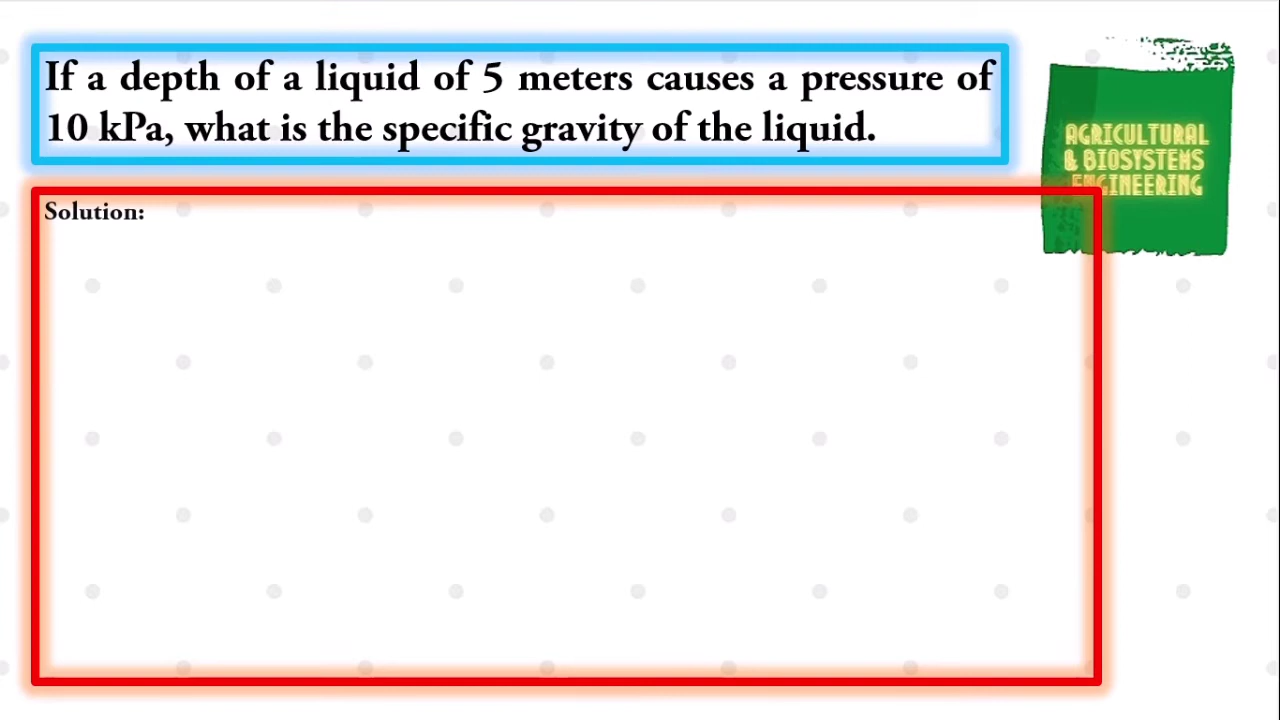 If a depth of a liquid of 5 meters causes a pressure of
10 kPa, what is the specific gravity of the liquid.
AGRICULTURAL
& BIOSYSTEMS
ENGINEERING
Solution: